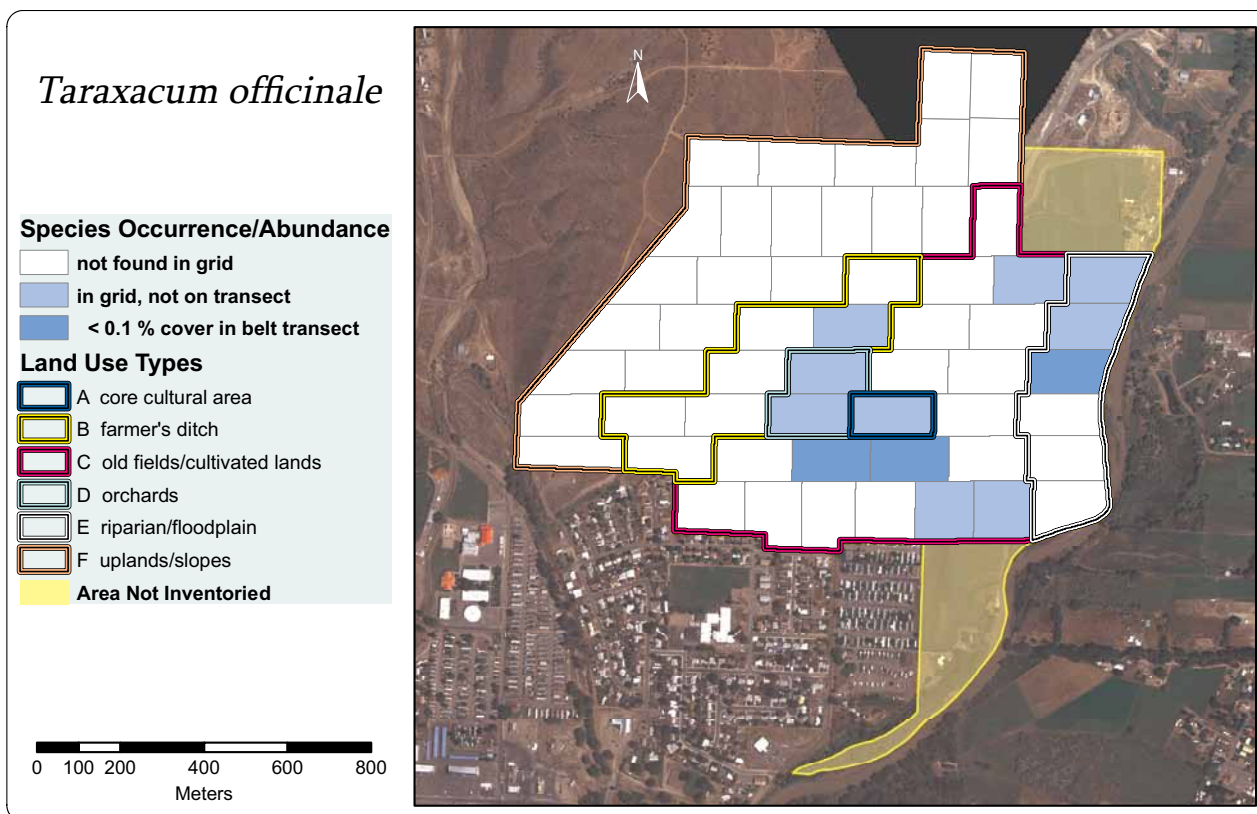 Taraxacum officinale
Species Occurrence/Abundance
not found in grid
in grid, not on transect
< 0.1 % cover in belt transect
Land Use Types
A core cultural area
B farmer's ditch
C old fields/cultivated lands
D orchards
E riparian/floodplain
F uplands/slopes
Area Not Inventoried
0 100 200 400 600 800
Meters
N